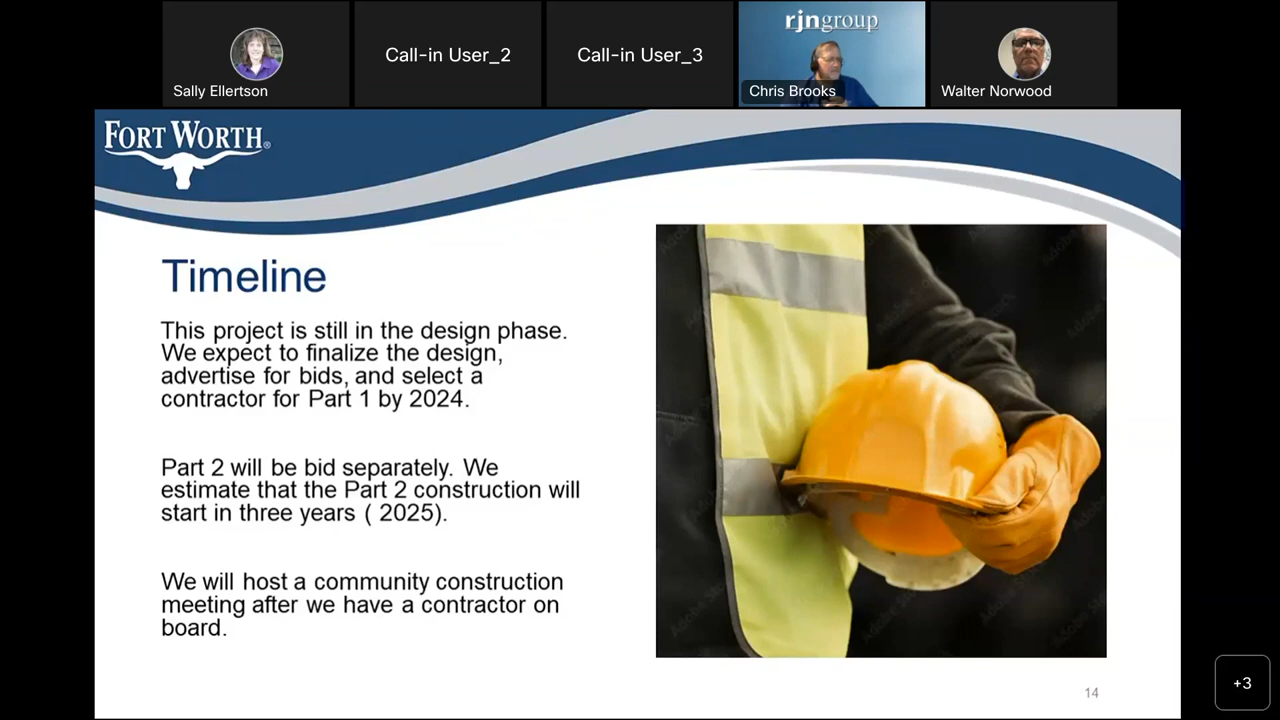 rjngroup
Sally Ellertson
Call-in User_2
Call-in User_3
Chris Brooks
Walter Norwood
FORT WORTH®
Timeline
This project is still in the design phase.
We expect to finalize the design,
advertise for bids, and select a
contractor for Part 1 by 2024.
Part 2 will be bid separately. We
estimate that the Part 2 construction will
start in three years ( 2025).
We will host a community construction
meeting after we have a contractor on
board.
14
+3